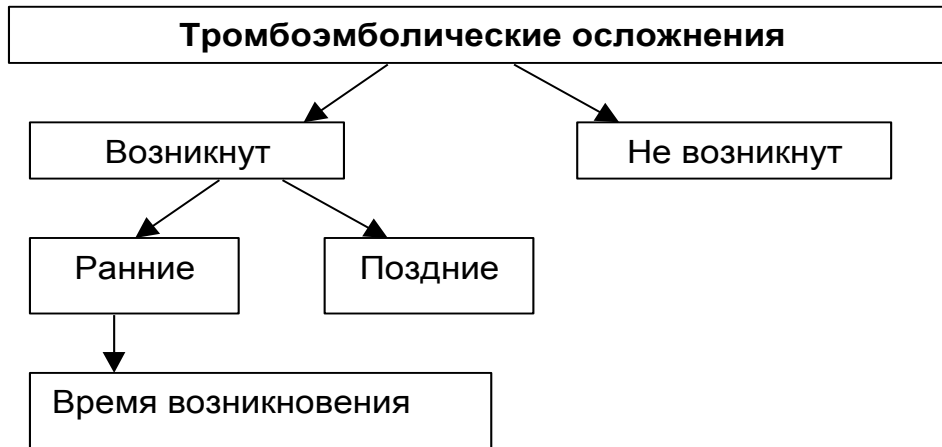 Тромбоэмболические осложнения
Возникнут
Не возникнут
Ранние
Поздние
Время возникновения